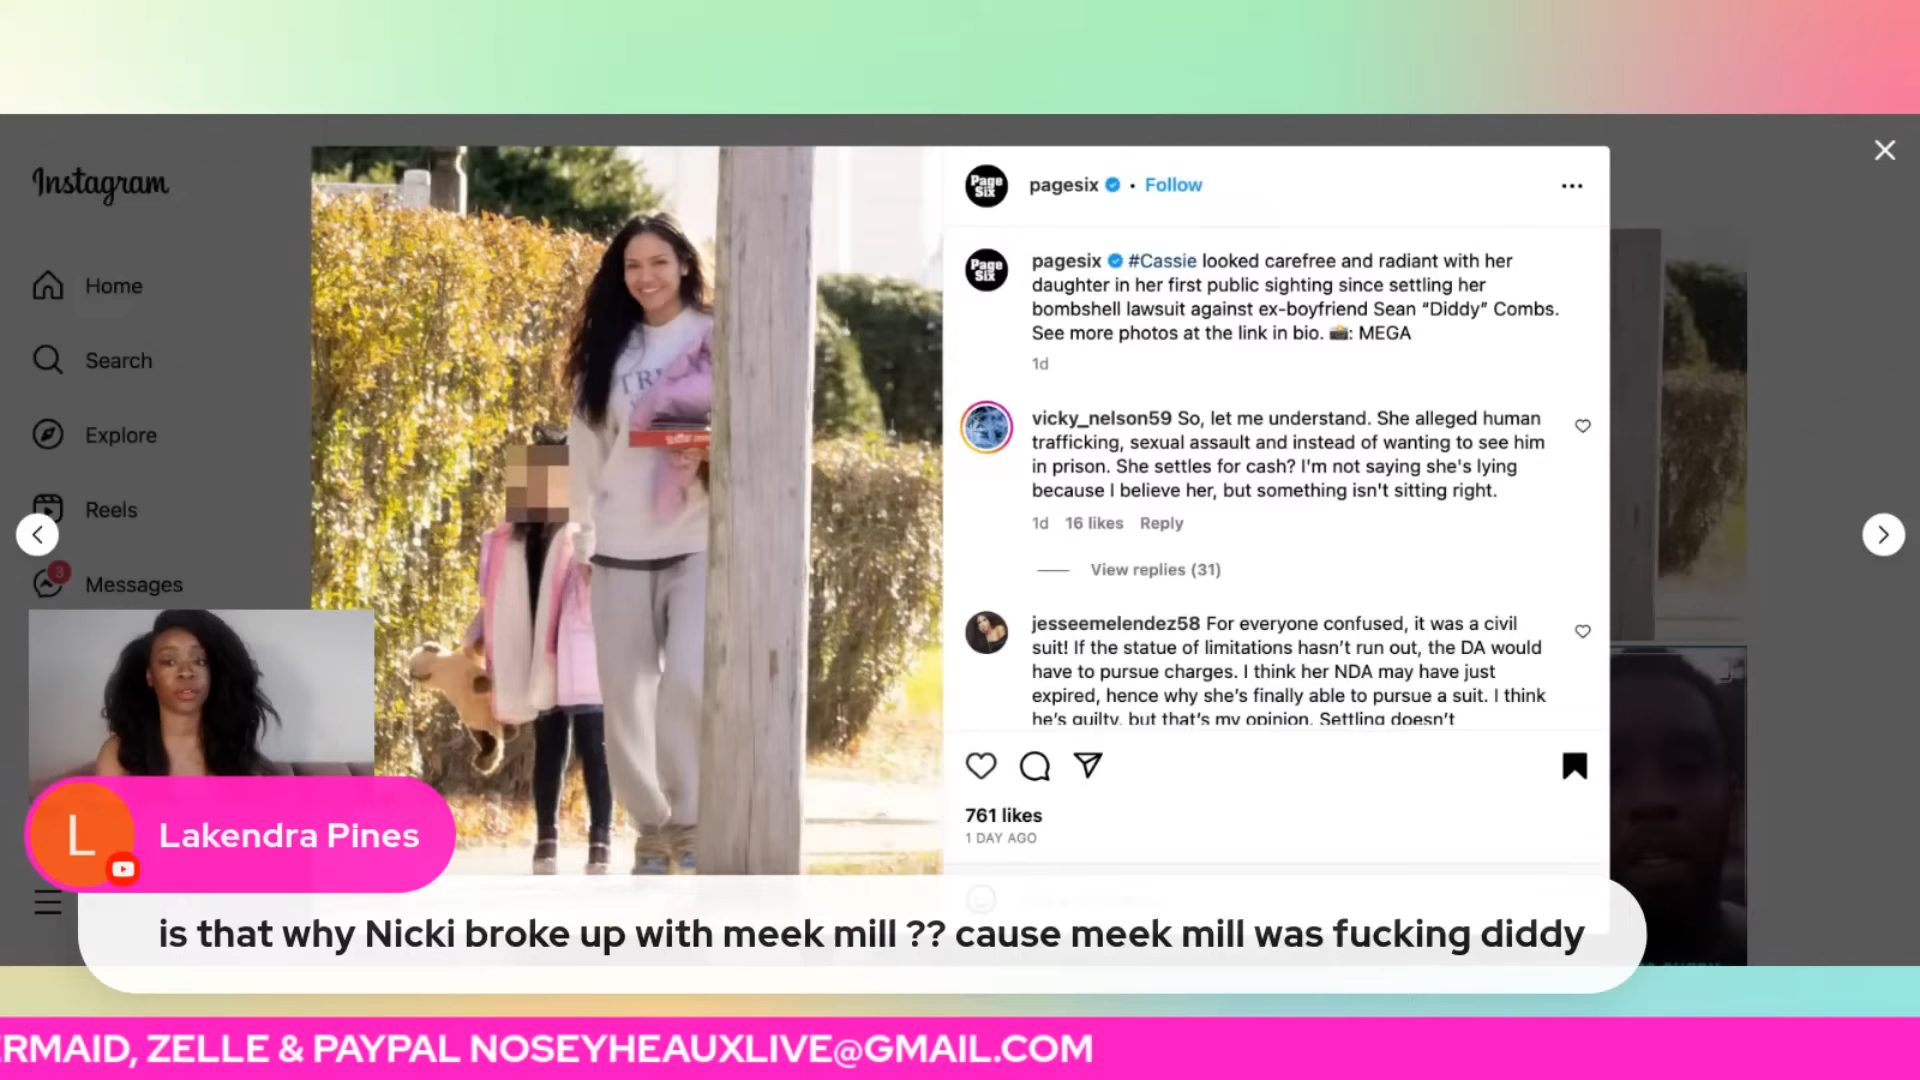 Instagram
Home
Search
Explore
Reels
3
Messages
Page
Six
pagesix • Follow
Page
Six
pagesix #Cassie looked carefree and radiant with her
daughter in her first public sighting since settling her
bombshell lawsuit against ex-boyfriend Sean “Diddy” Combs.
See more photos at the link in bio. 📸: MEGA
1d
vicky_nelson59 So, let me understand. She alleged human
trafficking, sexual assault and instead of wanting to see him
in prison. She settles for cash? I'm not saying she's lying
because I believe her, but something isn't sitting right.
1d 16 likes Reply
View replies (31)
jesseemelendez58 For everyone confused, it was a civil
suit! If the statue of limitations hasn’t run out, the DA would
have to pursue charges. I think her NDA may have just
expired, hence why she’s finally able to pursue a suit. I think
he’s guilty, but that’s my opinion. Settling doesn’t
761 likes
1 DAY AGO
L
Lakendra Pines
is that why Nicki broke up with meek mill ?? cause meek mill was fucking diddy
ERMAID, ZELLE & PAYPAL NOSEYHEAUXLIVE@GMAIL.COM